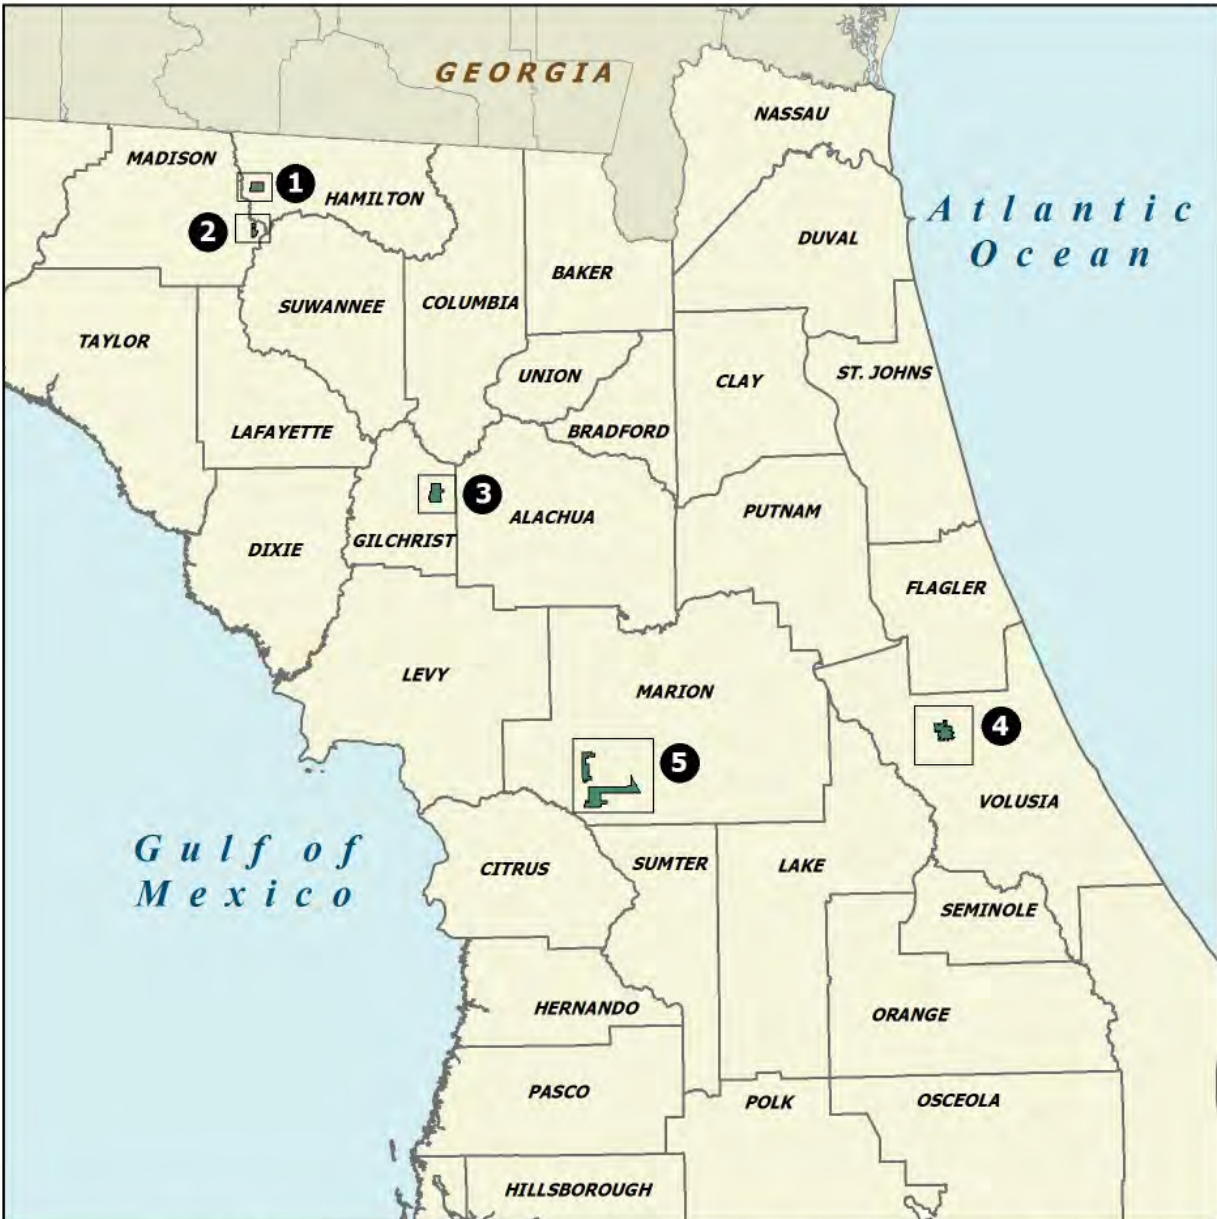 GEORGIA
NASSAU
MADISON
1
HAMILTON
Atlantic
Ocean
2
DUVAL
BAKER
SUWANNEE
COLUMBIA
TAYLOR
UNION
CLAY
ST. JOHNS
LAFAYETTE
BRADFORD
3
ALACHUA
PUTNAM
DIXIE
GILCHRIST
FLAGLER
LEVY
MARION
4
5
VOLUSIA
Gulf of
Mexico
CITRUS
SUMTER
LAKE
SEMINOLE
HERNANDO
ORANGE
PASCO
POLK
OSCEOLA
HILLSBOROUGH